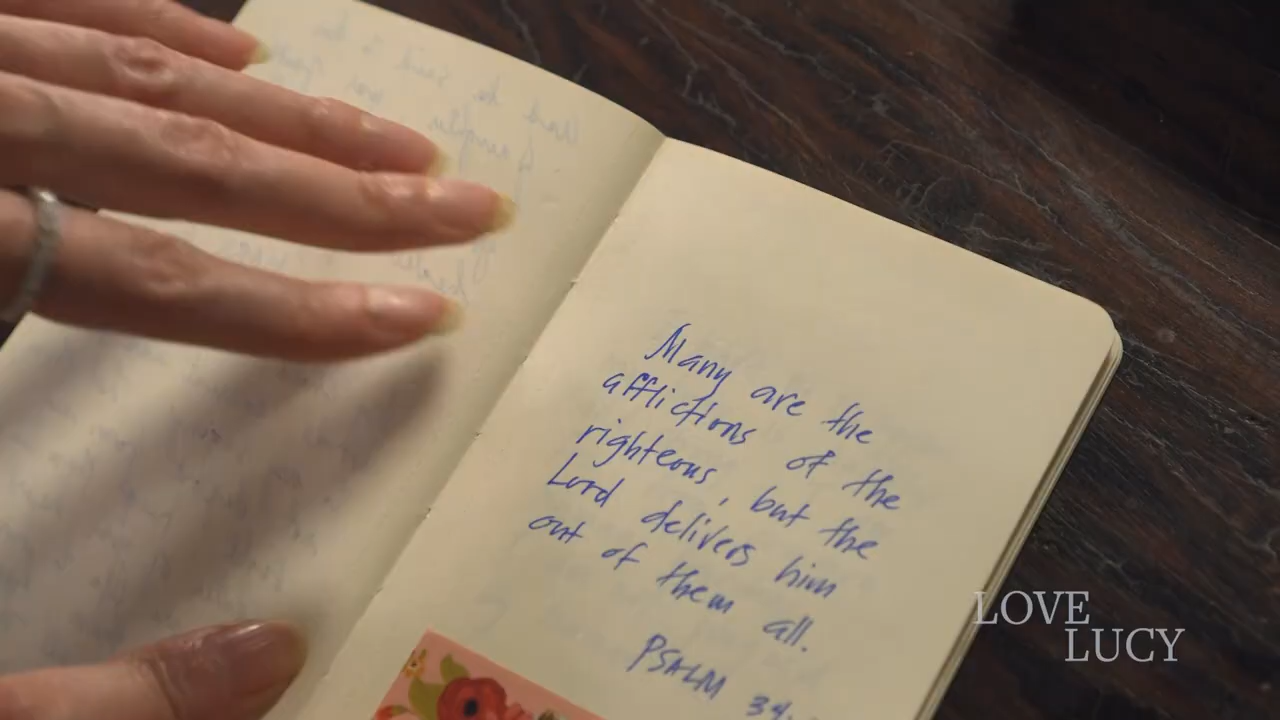 Many are the
afflictions of the
righteous, but the
Lord delivers him
out of them all.
PSALM 34:
LOVE
LUCY